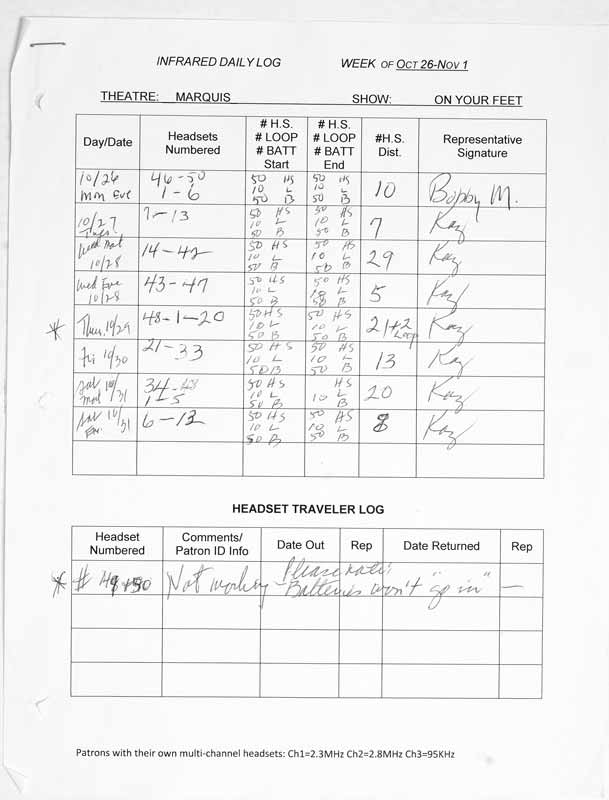 INFRARED DAILY LOG WEEK OF OCT 26-NOV 1
THEATRE: MARQUIS SHOW: ON YOUR FEET
Day/Date Headsets Numbered # H.S. # LOOP # BATT Start # H.S. # LOOP # BATT End #H.S. Dist. Representative Signature
10/26 Mon Eve 46-50 1-6 50 HS 10 L 50 B 50 HS 10 L 50 B 10 Bobby M.
10/27 Tues. 7-13 50 HS 10 L 50 B 50 HS 10 L 50 B 7 Kaz
Wed Mat 10/28 14-42 50 HS 10 L 50 B 50 HS 10 L 50 B 29 Kaz
Wed Eve 10/28 43-47 50 HS 10 L 50 B 50 HS 10 L 50 B 5 Kaz
* Thu. 10/29 48-1-20 50 HS 10 L 50 B 50 HS 10 L 50 B 21+2 Loop Kaz
Fri 10/30 21-33 50 HS 10 L 50 B 50 HS 10 L 50 B 13 Kaz
Sat Mat 10/31 34- 1-5 50 HS 10 L 50 B HS 10 L B 20 Kaz
Sat Eve. 10/31 6-13 50 HS 10 L 50 B 50 HS 10 L 50 B 8 Kaz
HEADSET TRAVELER LOG
Headset Numbered Comments/ Patron ID Info Date Out Rep Date Returned Rep
* # 49+50 Not working - Please note: Batteries won't "go in" —
Patrons with their own multi-channel headsets: Ch1=2.3MHz Ch2=2.8MHz Ch3=95KHz